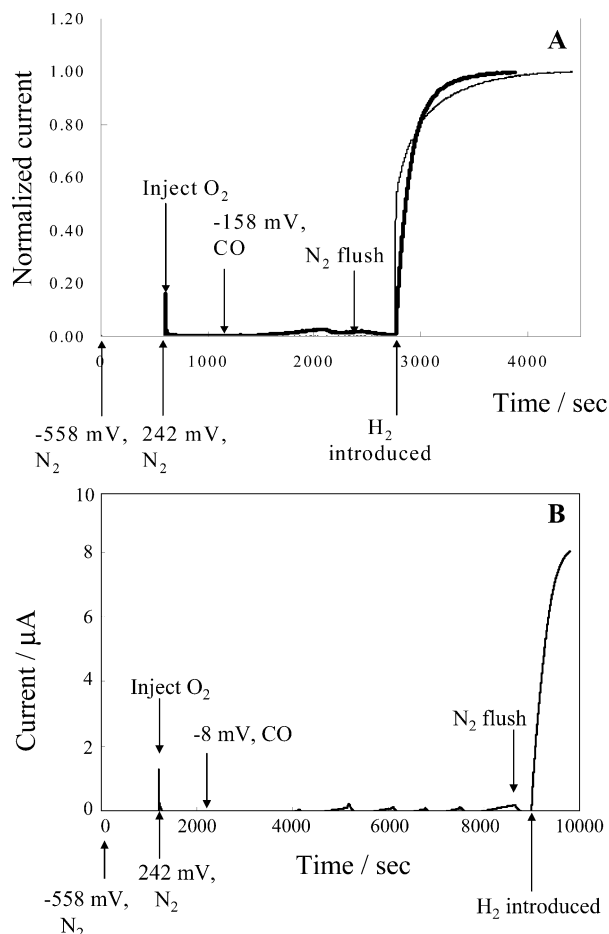 A
Normalized current
1.20
1.00
0.80
0.60
0.40
0.20
0.00
Inject O₂
-158 mV,
CO
N₂ flush
0
1000
2000
3000
4000
Time / sec
-558 mV,
N₂
242 mV,
N₂
H₂
introduced
B
Current / µA
10
8
6
4
2
0
Inject O₂
-8 mV, CO
N₂ flush
0
2000
4000
6000
8000
10000
Time / sec
-558 mV,
N₂
242 mV,
N₂
H₂ introduced